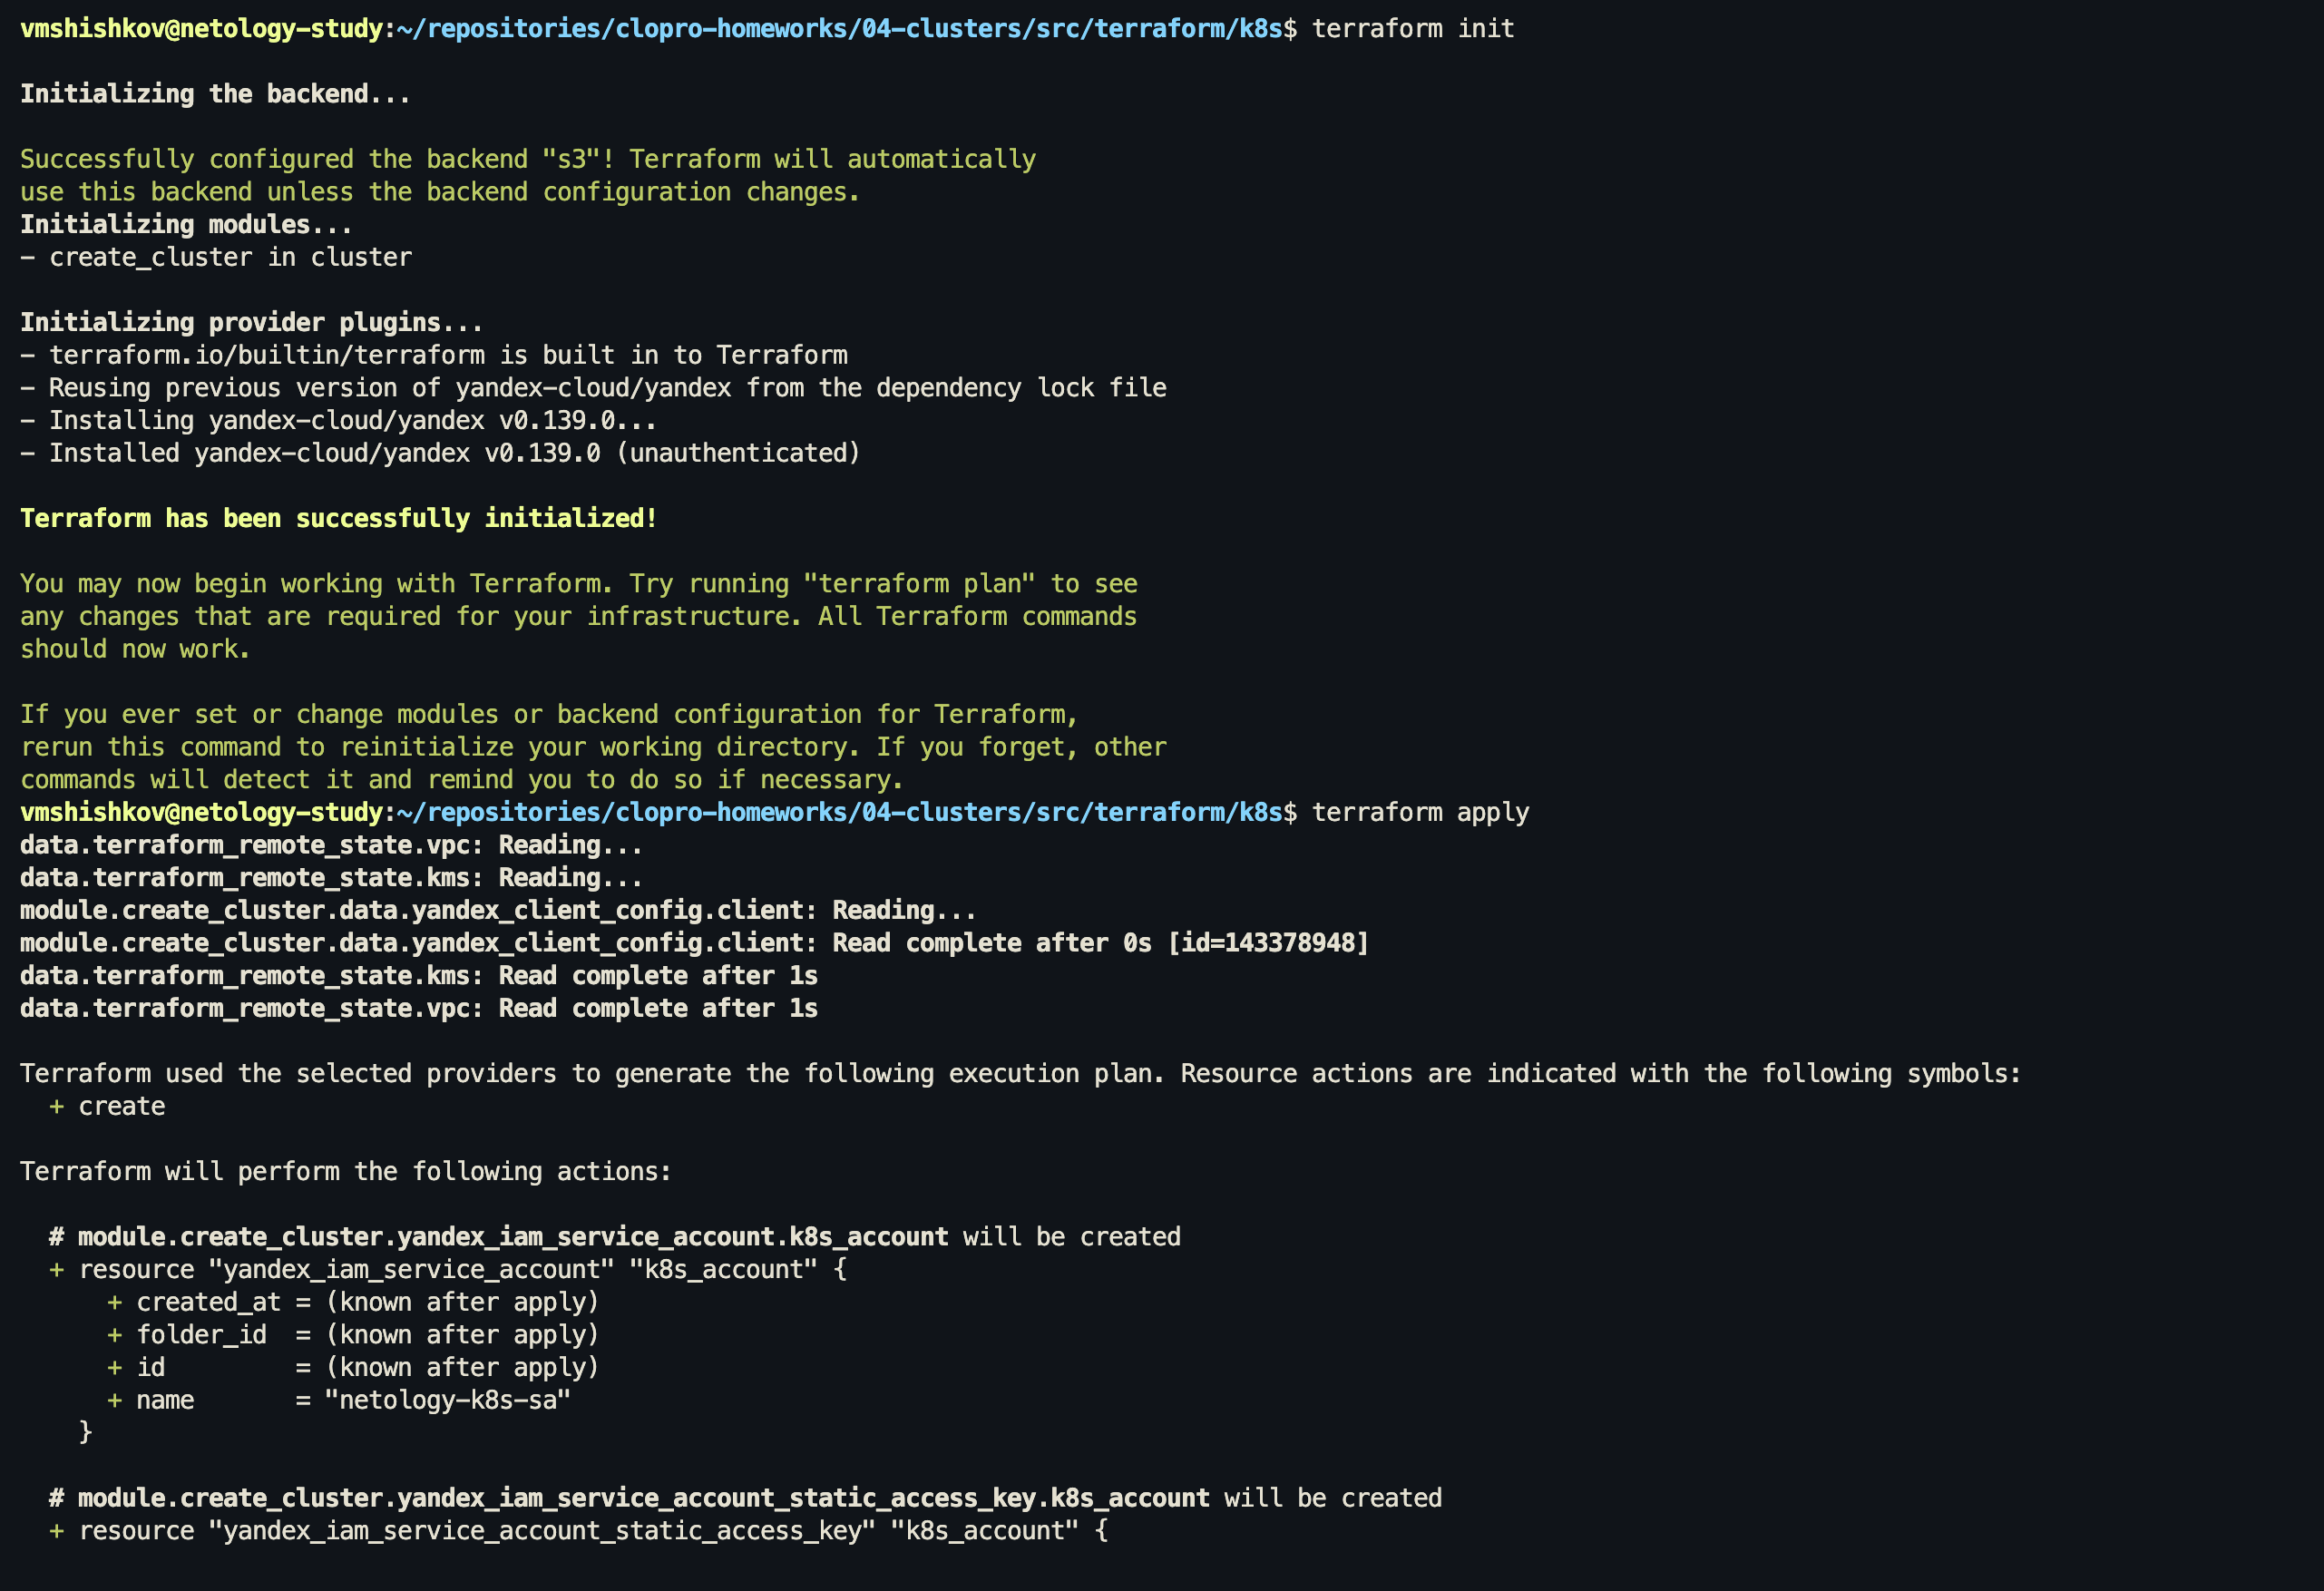 vmshishkov@netology-study:~/repositories/clopro-homeworks/04-clusters/src/terraform/k8s$ terraform init
Initializing the backend...
Successfully configured the backend "s3"! Terraform will automatically
use this backend unless the backend configuration changes.
Initializing modules...
- create_cluster in cluster
Initializing provider plugins...
- terraform.io/builtin/terraform is built in to Terraform
- Reusing previous version of yandex-cloud/yandex from the dependency lock file
- Installing yandex-cloud/yandex v0.139.0...
- Installed yandex-cloud/yandex v0.139.0 (unauthenticated)
Terraform has been successfully initialized!
You may now begin working with Terraform. Try running "terraform plan" to see
any changes that are required for your infrastructure. All Terraform commands
should now work.
If you ever set or change modules or backend configuration for Terraform,
rerun this command to reinitialize your working directory. If you forget, other
commands will detect it and remind you to do so if necessary.
vmshishkov@netology-study:~/repositories/clopro-homeworks/04-clusters/src/terraform/k8s$ terraform apply
data.terraform_remote_state.vpc: Reading...
data.terraform_remote_state.kms: Reading...
module.create_cluster.data.yandex_client_config.client: Reading...
module.create_cluster.data.yandex_client_config.client: Read complete after 0s [id=143378948]
data.terraform_remote_state.kms: Read complete after 1s
data.terraform_remote_state.vpc: Read complete after 1s
Terraform used the selected providers to generate the following execution plan. Resource actions are indicated with the following symbols:
  + create
Terraform will perform the following actions:
  # module.create_cluster.yandex_iam_service_account.k8s_account will be created
  + resource "yandex_iam_service_account" "k8s_account" {
      + created_at = (known after apply)
      + folder_id  = (known after apply)
      + id         = (known after apply)
      + name       = "netology-k8s-sa"
    }
  # module.create_cluster.yandex_iam_service_account_static_access_key.k8s_account will be created
  + resource "yandex_iam_service_account_static_access_key" "k8s_account" {